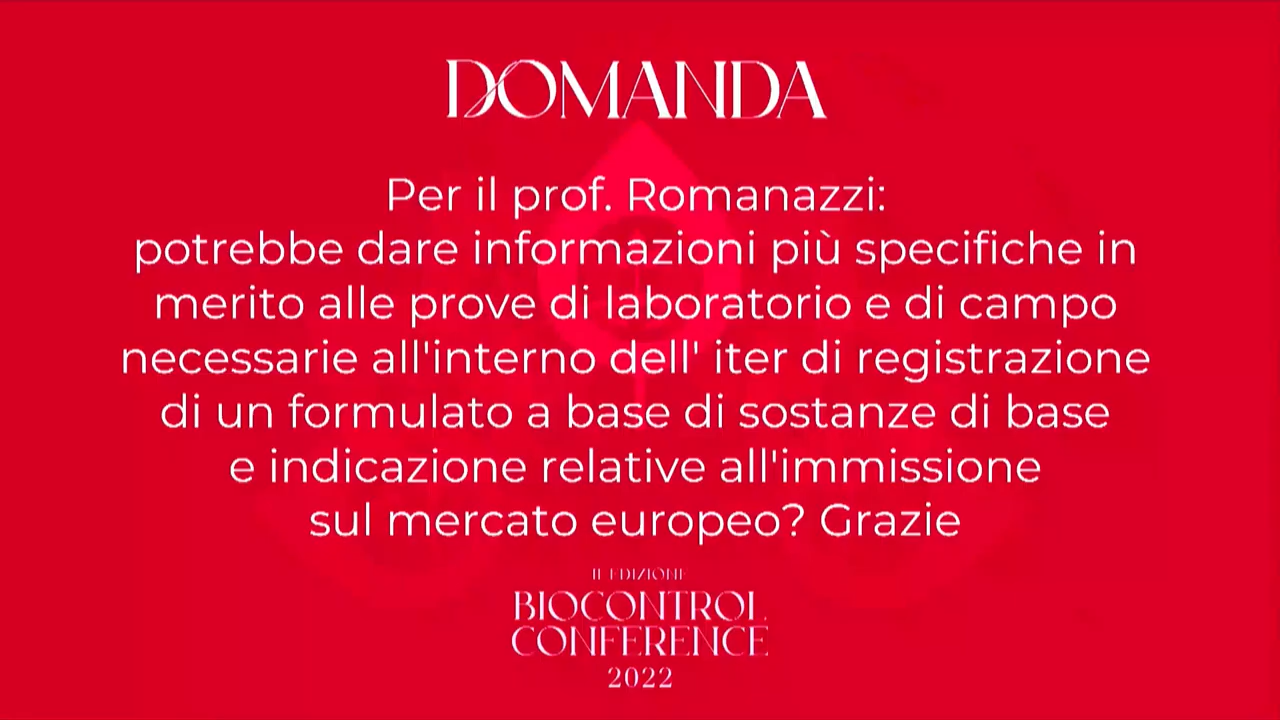 DOMANDA
Per il prof. Romanazzi:
potrebbe dare informazioni più specifiche in
merito alle prove di laboratorio e di campo
necessarie all'interno dell' iter di registrazione
di un formulato a base di sostanze di base
e indicazione relative all'immissione
sul mercato europeo? Grazie
II EDIZIONE
BIOCONTROL
CONFERENCE
2022